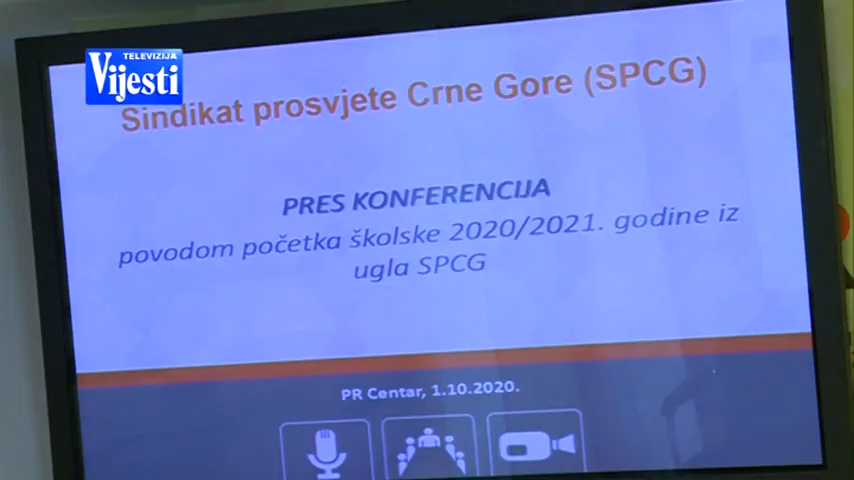 TELEVIZIJA
Vijesti
Sindikat prosvjete Crne Gore (SPCG)
PRES KONFERENCIJA
povodom početka školske 2020/2021. godine iz
ugla SPCG
PR Centar, 1.10.2020.